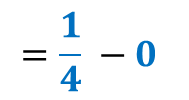 = 1/4 − 0